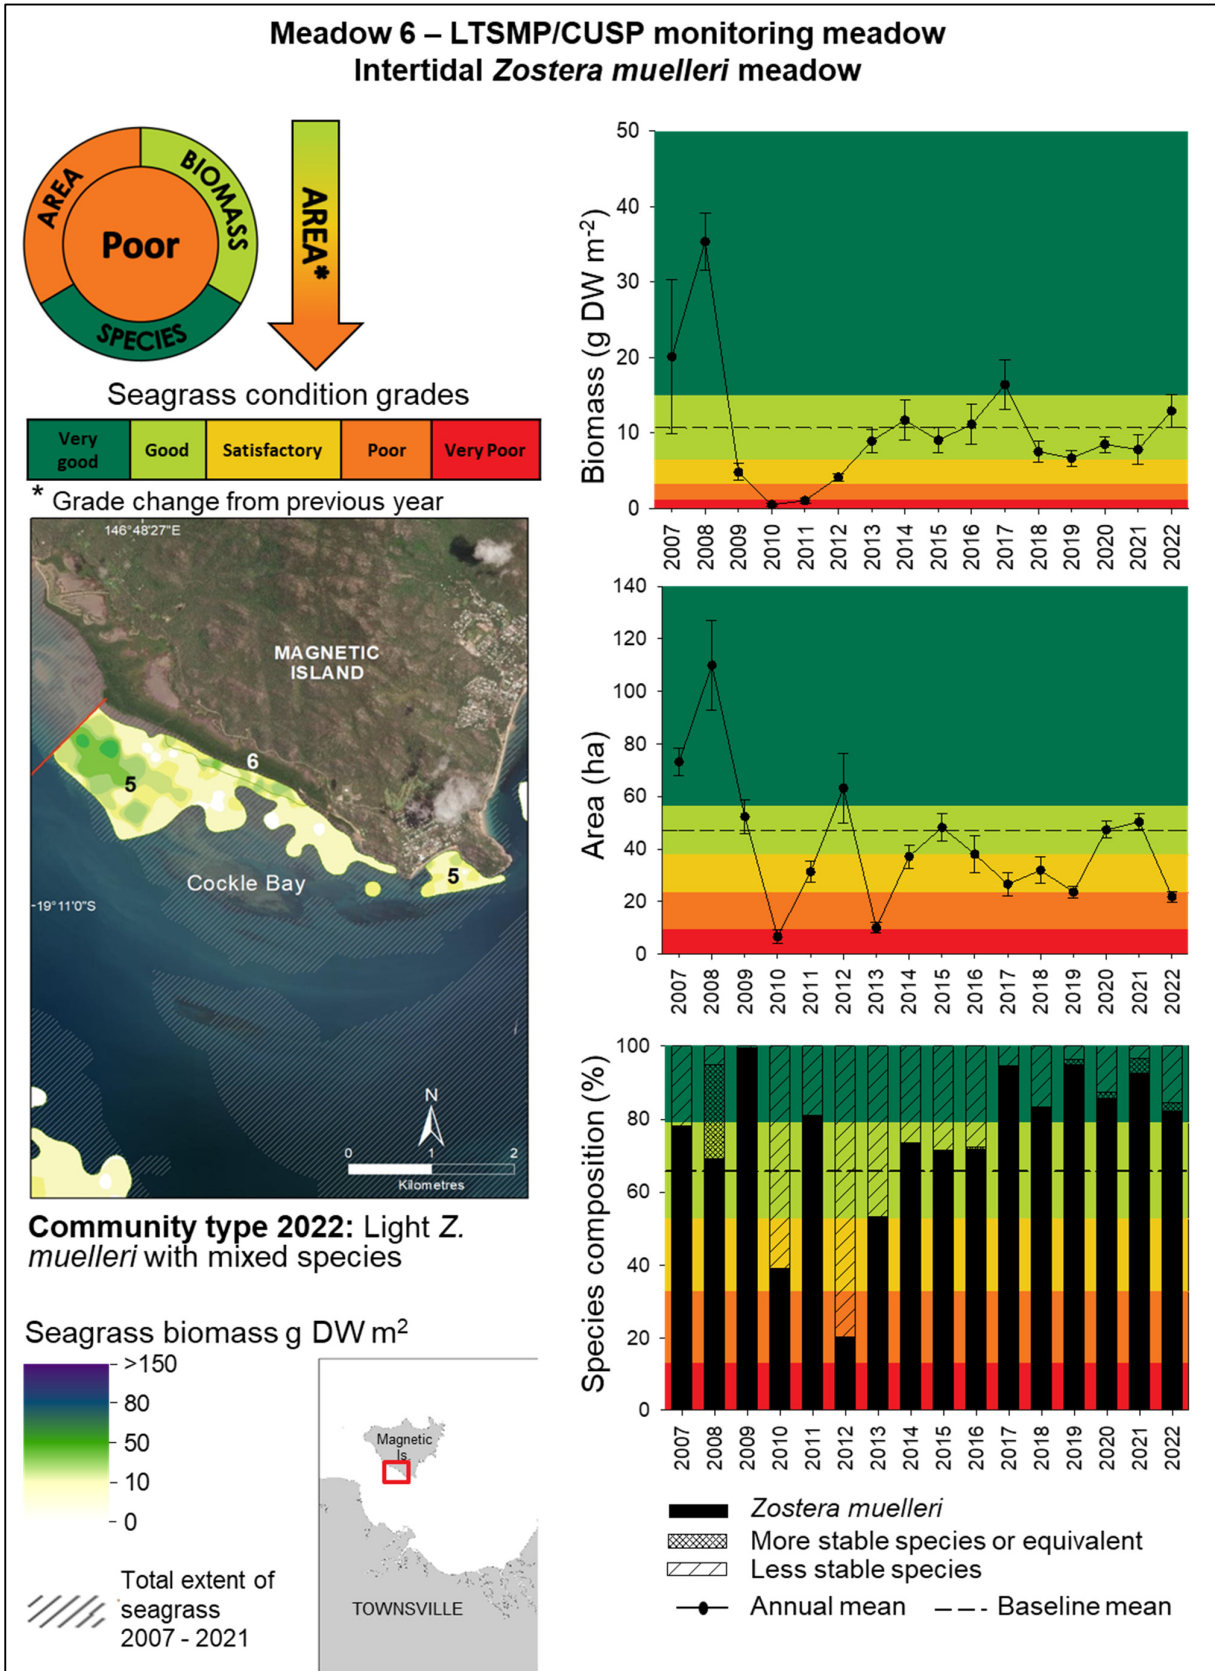 Meadow 6 – LTSMP/CUSP monitoring meadow
Intertidal Zostera muelleri meadow
AREA
BIOMASS
SPECIES
Poor
AREA*
Seagrass condition grades
Very good
Good
Satisfactory
Poor
Very Poor
* Grade change from previous year
146°48'27"E
MAGNETIC
ISLAND
6
5
5
Cockle Bay
19°11'0"S
N
0 1 2
Kilometres
Community type 2022: Light Z.
muelleri with mixed species
Seagrass biomass g DW m2
>150
80
50
10
0
Total extent of
seagrass
2007 - 2021
Magnetic
Is
TOWNSVILLE
Biomass (g DW m-2)
50
40
30
20
10
0
2007 2008 2009 2010 2011 2012 2013 2014 2015 2016 2017 2018 2019 2020 2021 2022
Area (ha)
140
120
100
80
60
40
20
0
2007 2008 2009 2010 2011 2012 2013 2014 2015 2016 2017 2018 2019 2020 2021 2022
Species composition (%)
100
80
60
40
20
0
2007 2008 2009 2010 2011 2012 2013 2014 2015 2016 2017 2018 2019 2020 2021 2022
Zostera muelleri
More stable species or equivalent
Less stable species
Annual mean
Baseline mean